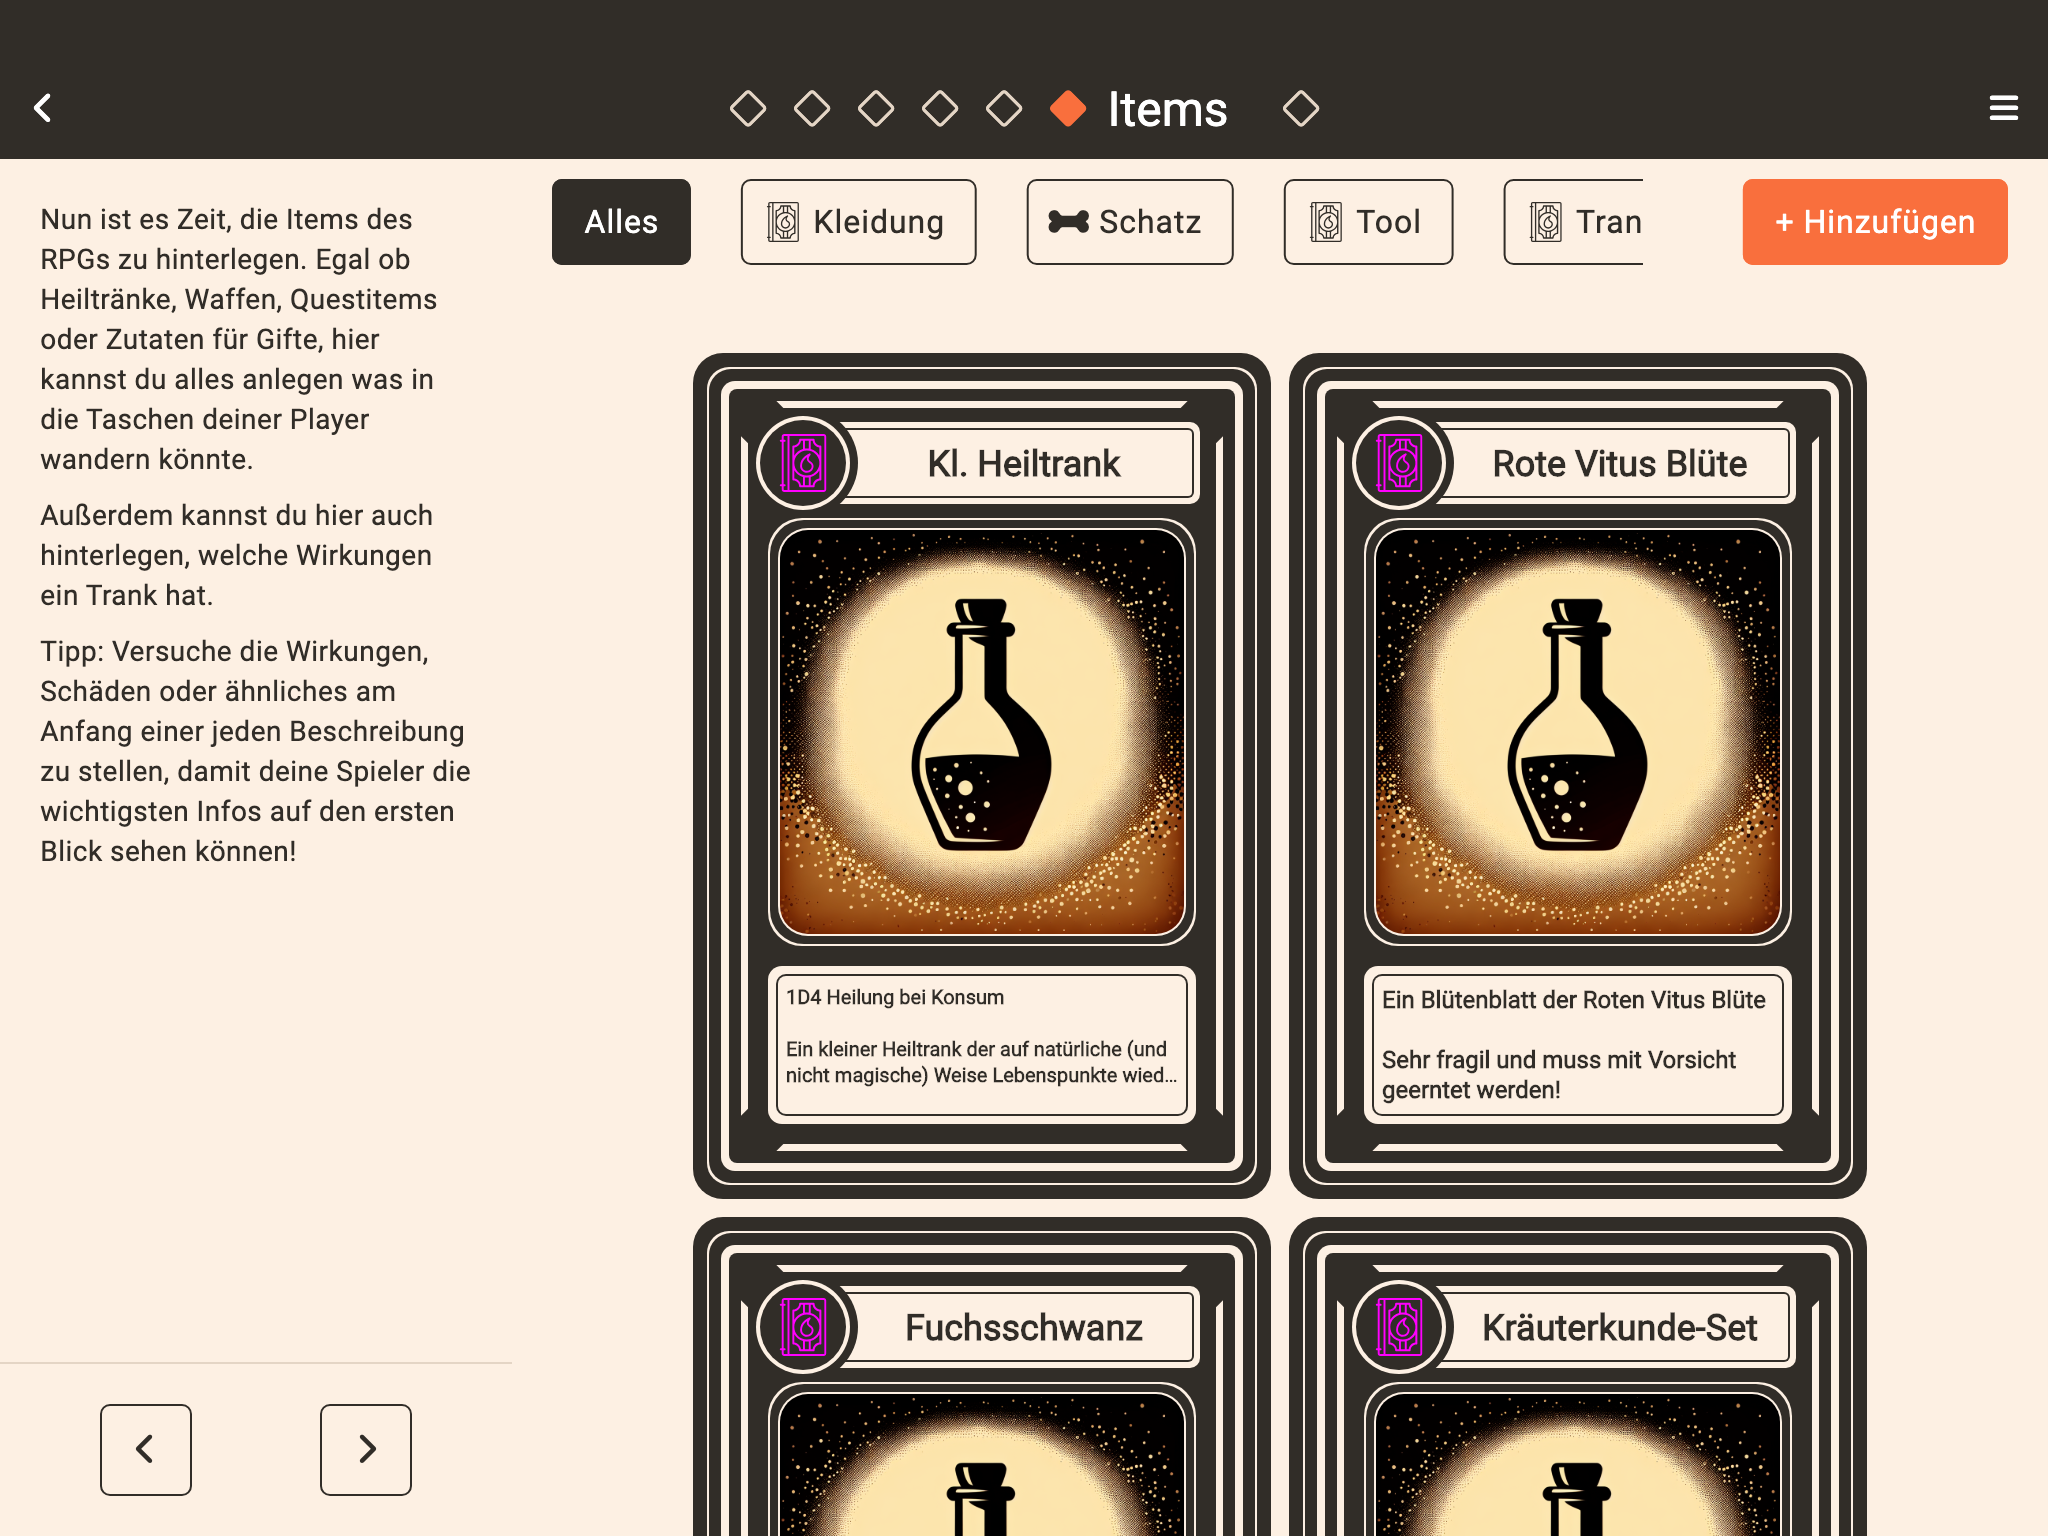 Items
Nun ist es Zeit, die Items des
RPGs zu hinterlegen. Egal ob
Heiltränke, Waffen, Questitems
oder Zutaten für Gifte, hier
kannst du alles anlegen was in
die Taschen deiner Player
wandern könnte.
Außerdem kannst du hier auch
hinterlegen, welche Wirkungen
ein Trank hat.
Tipp: Versuche die Wirkungen,
Schäden oder ähnliches am
Anfang einer jeden Beschreibung
zu stellen, damit deine Spieler die
wichtigsten Infos auf den ersten
Blick sehen können!
Alles
Kleidung
Schatz
Tool
Tran
+ Hinzufügen
Kl. Heiltrank
1D4 Heilung bei Konsum
Ein kleiner Heiltrank der auf natürliche (und
nicht magische) Weise Lebenspunkte wied...
Rote Vitus Blüte
Ein Blütenblatt der Roten Vitus Blüte
Sehr fragil und muss mit Vorsicht
geerntet werden!
Fuchsschwanz
Kräuterkunde-Set